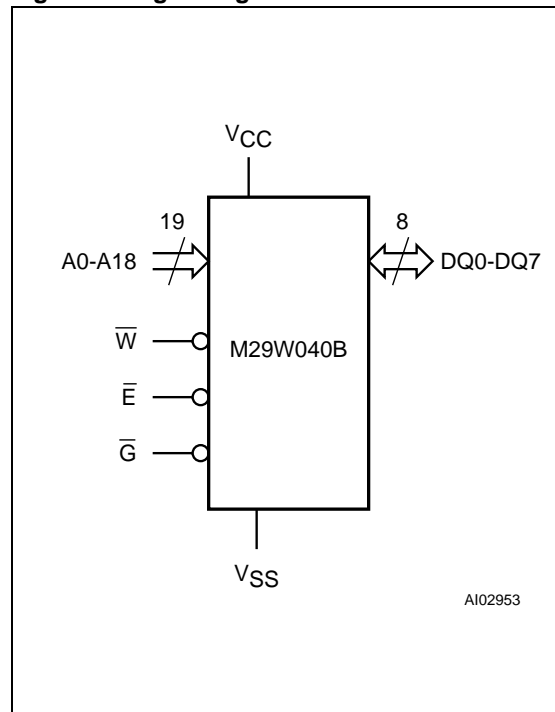 VCC
19
8
A0-A18
DQ0-DQ7
W̅
M29W040B
E̅
G̅
VSS
AI02953